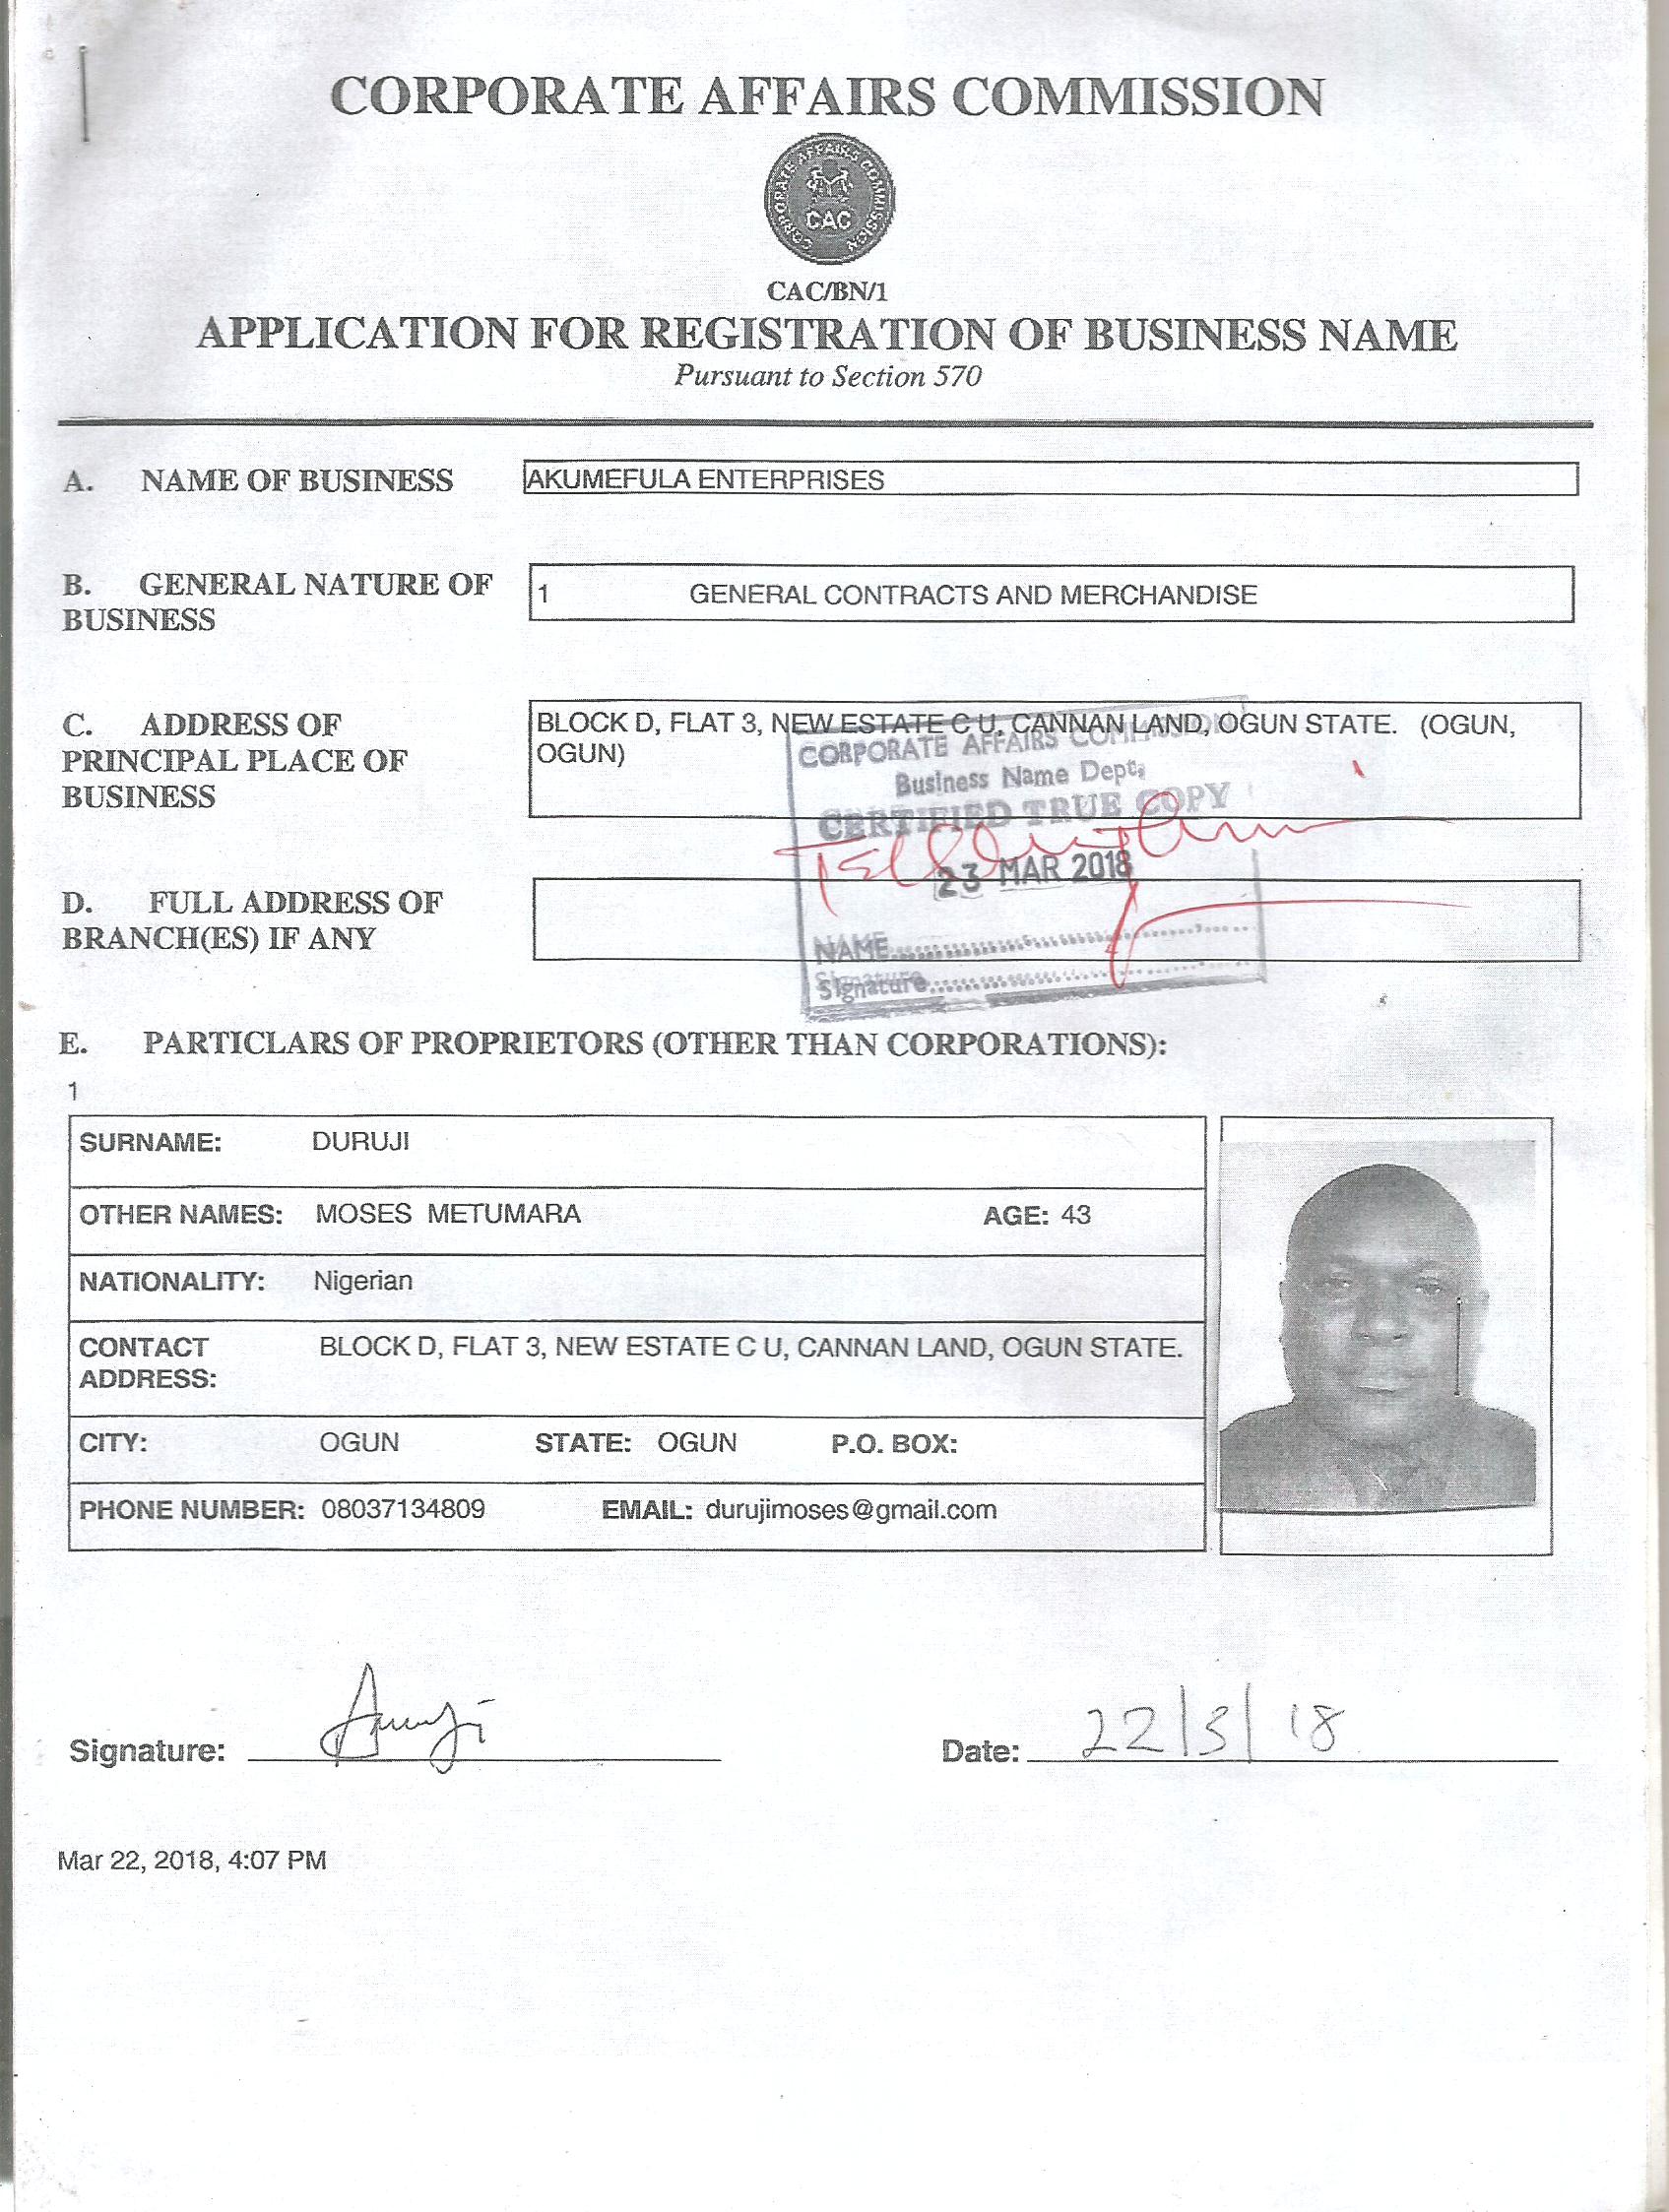 CORPORATE AFFAIRS COMMISSION
CORPORATE AFFAIRS COMMISSION
CAC
CAC/BN/1
APPLICATION FOR REGISTRATION OF BUSINESS NAME
Pursuant to Section 570
A. NAME OF BUSINESS AKUMEFULA ENTERPRISES
B. GENERAL NATURE OF BUSINESS 1 GENERAL CONTRACTS AND MERCHANDISE
C. ADDRESS OF PRINCIPAL PLACE OF BUSINESS
BLOCK D, FLAT 3, NEW ESTATE C U, CANNAN LAND, OGUN STATE. (OGUN,
OGUN)
CORPORATE AFFAIRS COMMISSION
Business Name Dept,
CERTIFIED TRUE COPY
23 MAR 2018
NAME
Signature
D. FULL ADDRESS OF
BRANCH(ES) IF ANY
E. PARTICLARS OF PROPRIETORS (OTHER THAN CORPORATIONS):
1
SURNAME: DURUJI
OTHER NAMES: MOSES METUMARA AGE: 43
NATIONALITY: Nigerian
CONTACT ADDRESS: BLOCK D, FLAT 3, NEW ESTATE C U, CANNAN LAND, OGUN STATE.
CITY: OGUN STATE: OGUN P.O. BOX:
PHONE NUMBER: 08037134809 EMAIL: durujimoses@gmail.com
Signature: Date: 22/3/18
Mar 22, 2018, 4:07 PM